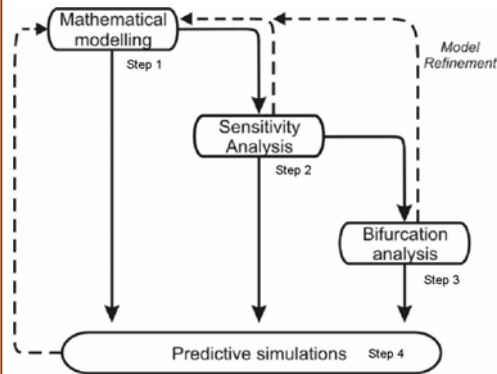 Mathematical
modelling
Step 1
Model
Refinement
Sensitivity
Analysis
Step 2
Bifurcation
analysis
Step 3
Predictive simulations Step 4